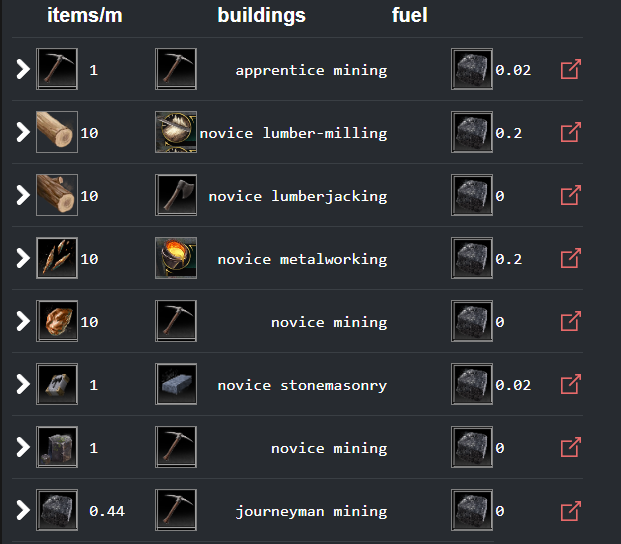 items/m buildings fuel
1 apprentice mining 0.02
10 novice lumber-milling 0.2
10 novice lumberjacking 0
10 novice metalworking 0.2
10 novice mining 0
1 novice stonemasonry 0.02
1 novice mining 0
0.44 journeyman mining 0